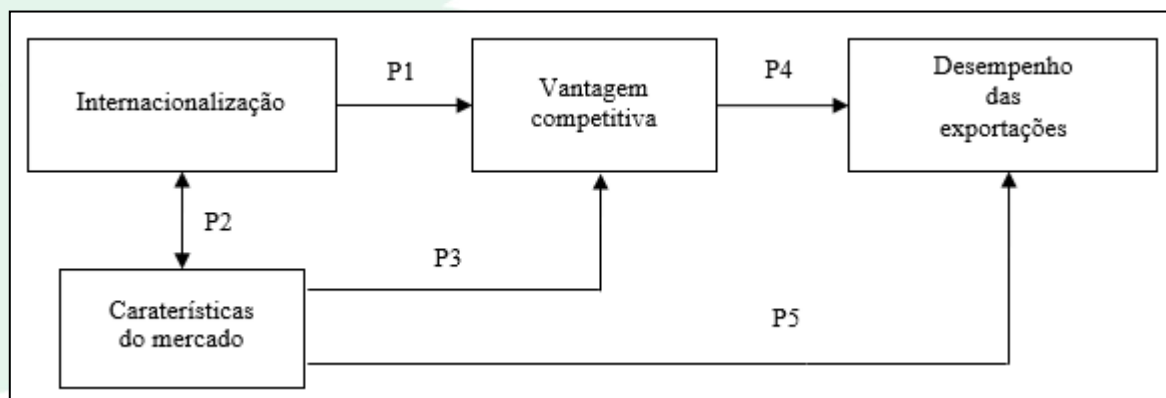 Internacionalização
P1
Vantagem
competitiva
P4
Desempenho
das
exportações
P2
P3
Caraterísticas
do mercado
P5